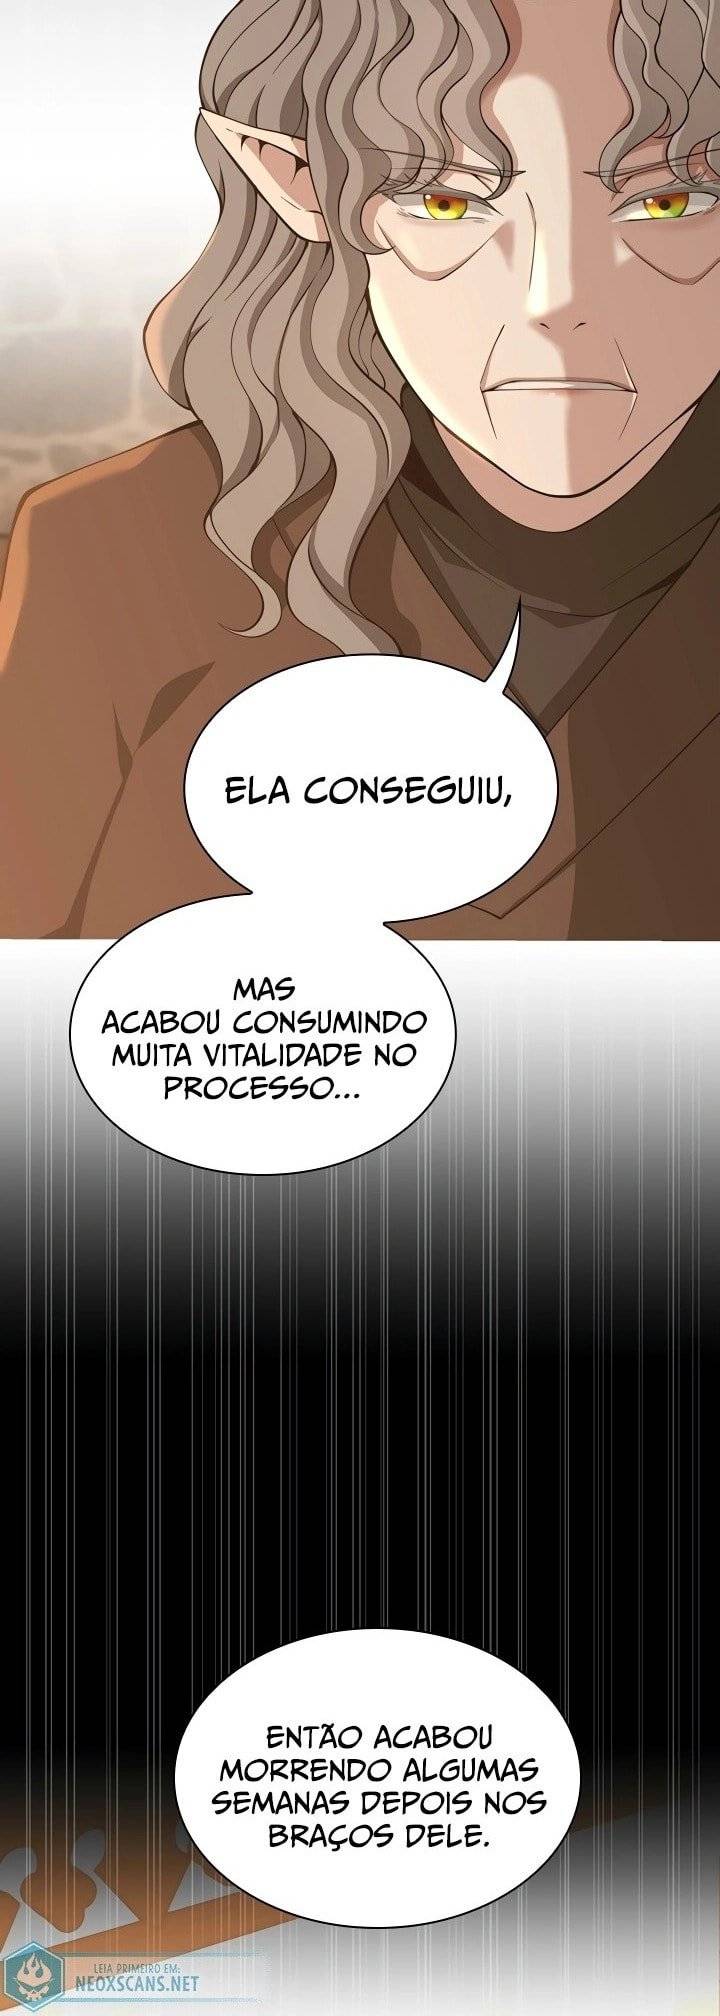 ELA CONSEGUIU,
MAS
ACABOU CONSUMINDO
MUITA VITALIDADE NO
PROCESSO...
ENTÃO ACABOU
MORRENDO ALGUMAS
SEMANAS DEPOIS NOS
BRAÇOS DELE.
LEIA PRIMEIRO EM:
NEOXSCANS.NET